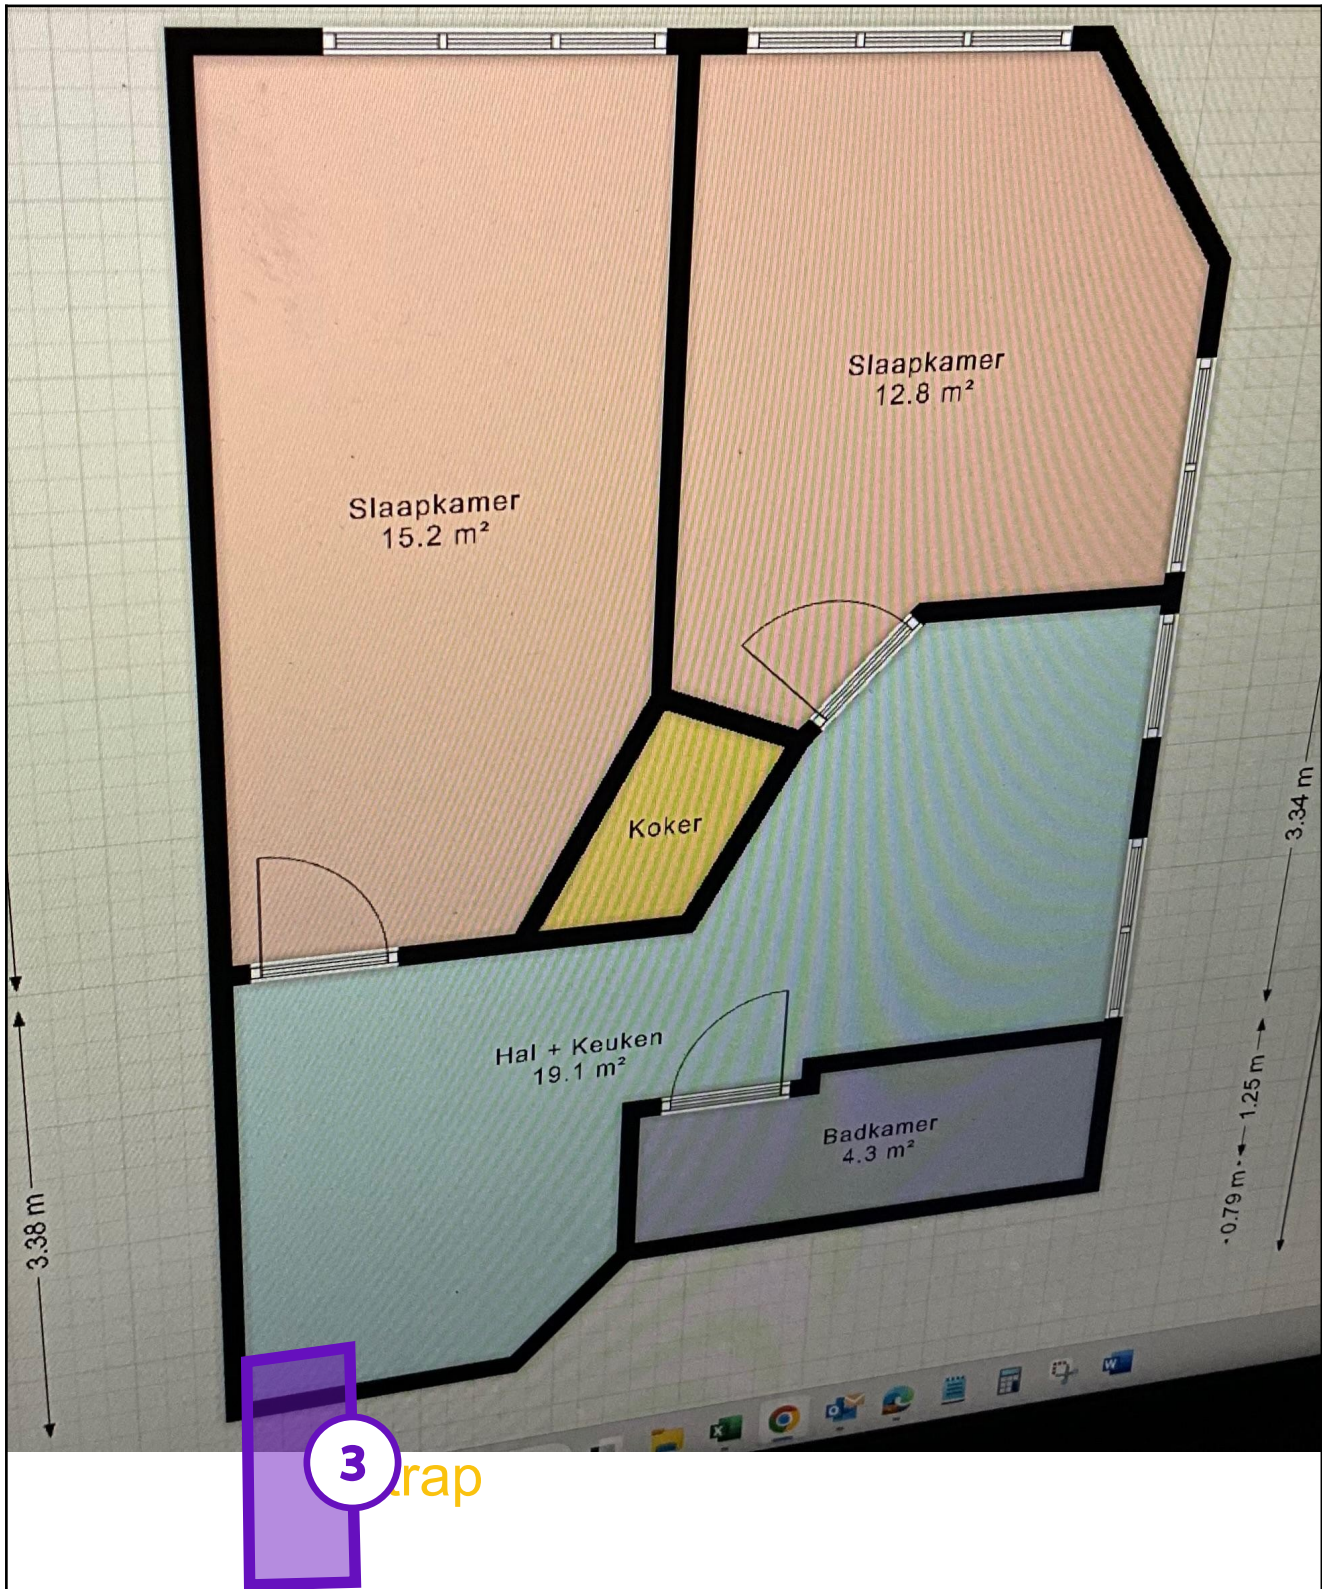 Slaapkamer
12.8 m²
Slaapkamer
15.2 m²
Koker
3.34 m
Hal + Keuken
19.1 m²
1.25 m
Badkamer
4.3 m²
0.79 m
3.38 m
3
trap